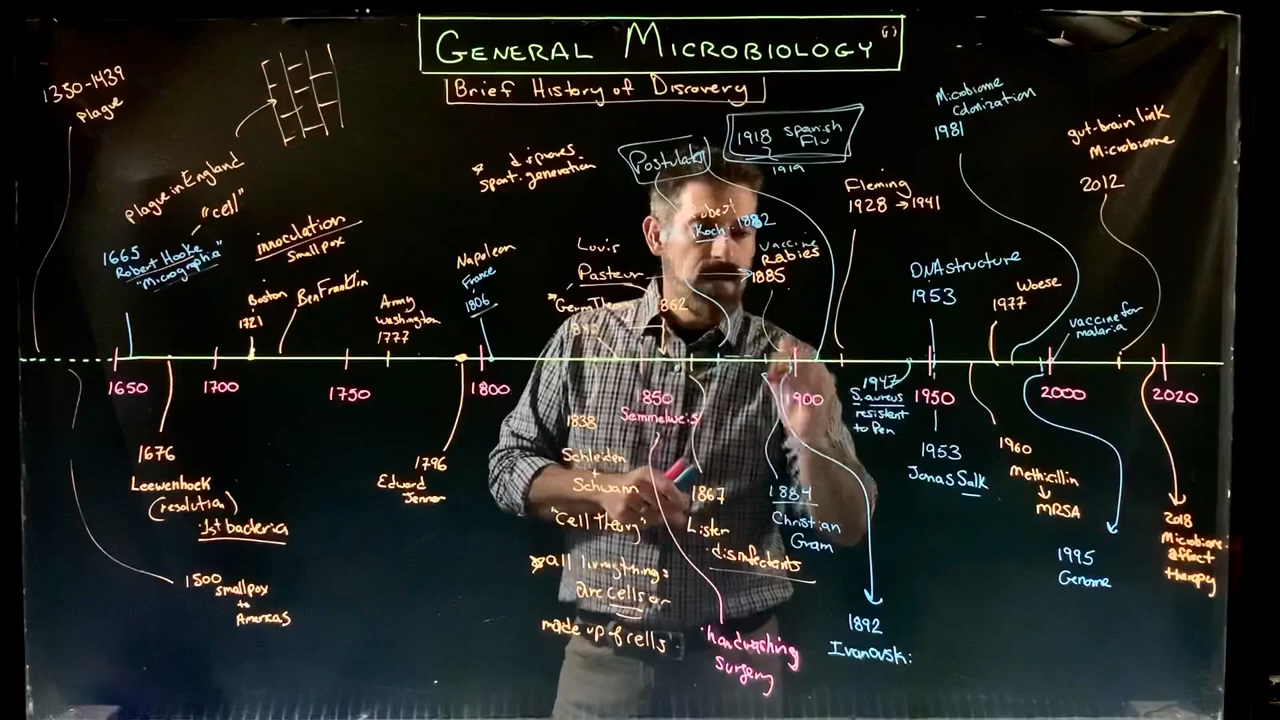 GENERAL MICROBIOLOGY (1)
Brief History of Disrovery
1350-1439
plague
plague in England
"cell"
1665
Robert Hooke
"Micrographia"
inoculation
smallpox
Boston
1721
Ben Franklin
Army
Washington
1777
Napoleon
France
1806
* disproves
spont. generation
Louis
Pasteur
Germ Theory
1862
Postulates
Robert
Koch 1882
1918 spanish
Flu
1919
vaccine
Rabies
1885
Fleming
1928 → 1941
Micobiome
Colonization
1981
DNA structure
1953
Woese
1977
gut-brain link
Microbiome
2012
vaccine for
malaria
1650
1700
1750
1800
1850
1900
1950
2000
2020
1676
Leewenhoek
(resolution)
1st bacteria
1500
smallpox
to
Americas
1796
Edward
Jenner
1838
Schleiden
Schwann
"Cell Theory"
* all living things
are cells or
made up of cells
Semmelweis
handwashing
surgery
1867
Lister
disinfectants
1884
Christian
Gram
1892
Ivanovski
1947
S. aureus
resistent
to Pen
1953
Jonas Salk
1960
Methicillin
MRSA
1995
Genome
2018
Microbiome
affect
therapy